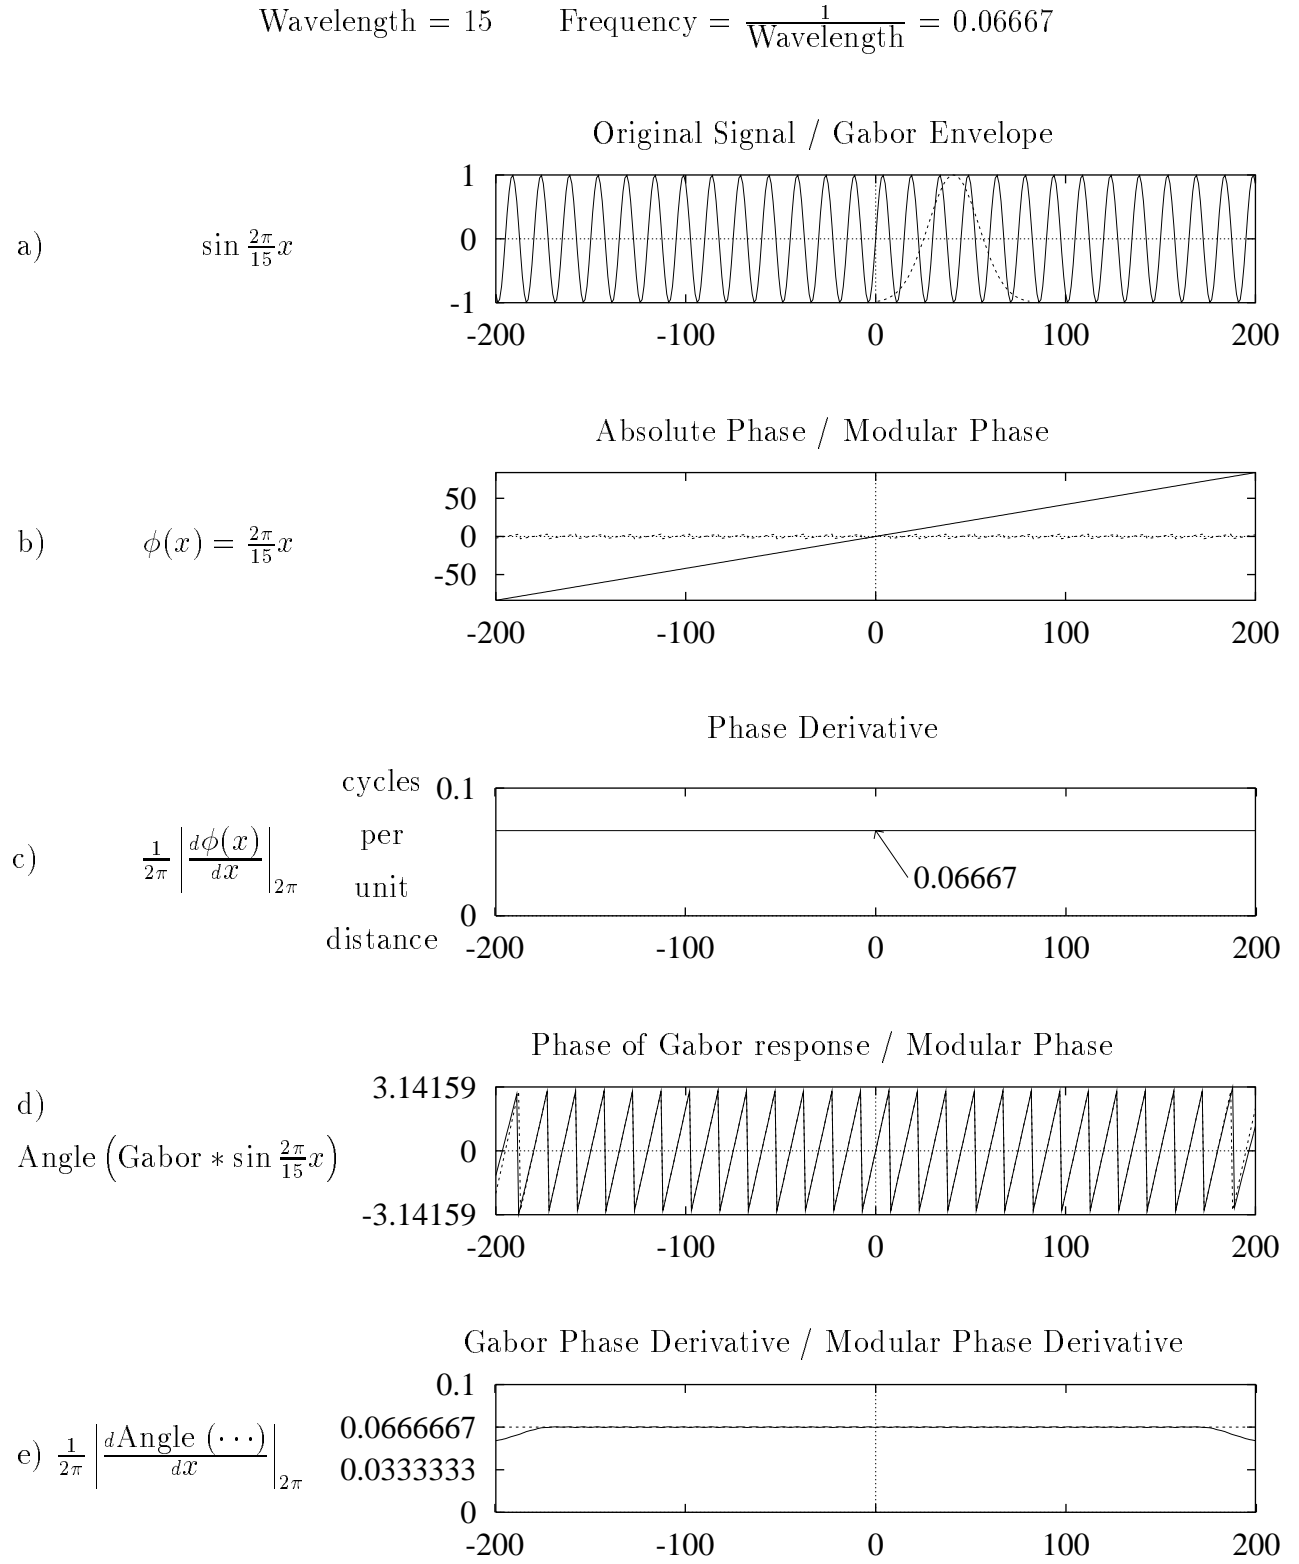 Wavelength = 15 Frequency = 1/Wavelength = 0.06667
Original Signal / Gabor Envelope
a) sin 2π/15 x
1
0
-1
-200 -100 0 100 200
Absolute Phase / Modular Phase
b) ϕ(x) = 2π/15 x
50
0
-50
-200 -100 0 100 200
Phase Derivative
c) 1/2π |dϕ(x)/dx|2π
cycles
per
unit
distance
0.1
0
0.06667
-200 -100 0 100 200
Phase of Gabor response / Modular Phase
d)
Angle (Gabor * sin 2π/15 x)
3.14159
0
-3.14159
-200 -100 0 100 200
Gabor Phase Derivative / Modular Phase Derivative
e) 1/2π |dAngle (···)/dx|2π
0.1
0.0666667
0.0333333
0
-200 -100 0 100 200